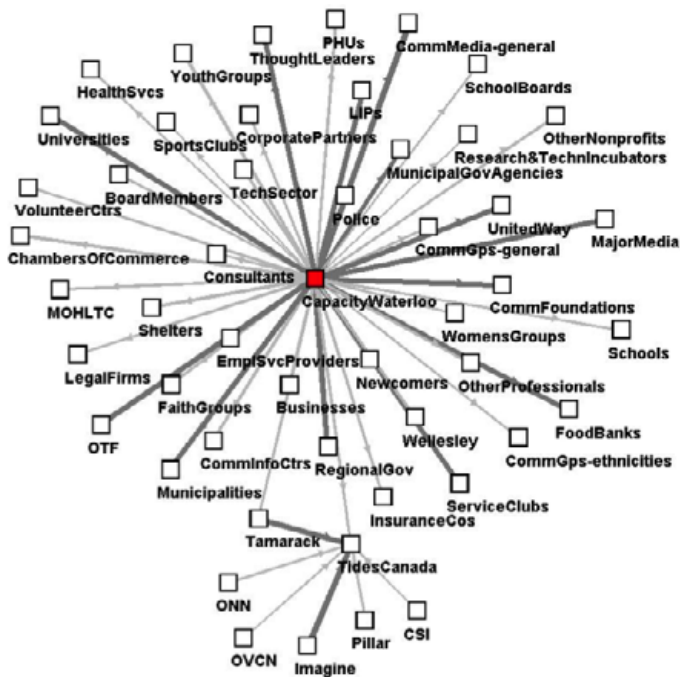 PHUs
CommMedia-general
ThoughtLeaders
YouthGroups
SchoolBoards
HealthSvcs
LIPs
Universities
SportsClubs
CorporatePartners
OtherNonprofits
Research&TechnIncubators
MunicipalGovAgencies
BoardMembers
TechSector
VolunteerCtrs
Police
UnitedWay
MajorMedia
CommGps-general
ChambersOfCommerce
Consultants
CapacityWaterloo
CommFoundations
MOHLTC
Shelters
WomensGroups
Schools
EmplSvcProviders
Newcomers
LegalFirms
OtherProfessionals
FaithGroups
Businesses
FoodBanks
OTF
Wellesley
CommInfoCtrs
CommGps-ethnicities
RegionalGov
Municipalities
ServiceClubs
InsuranceCos
Tamarack
TidesCanada
ONN
CSI
Pillar
OVCN
Imagine